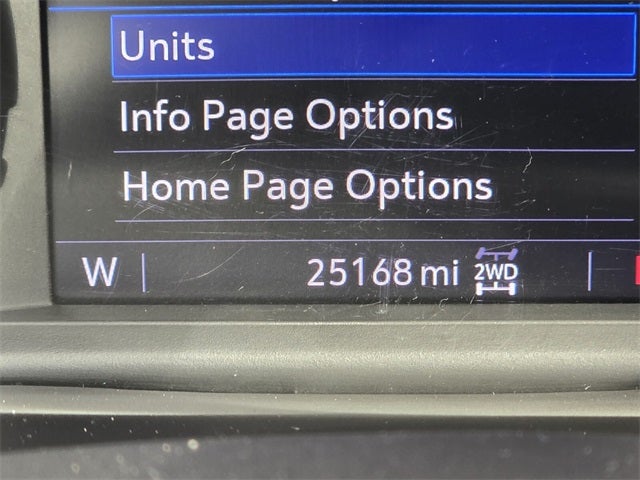 Units
Info Page Options
Home Page Options
W 25168 mi 2WD